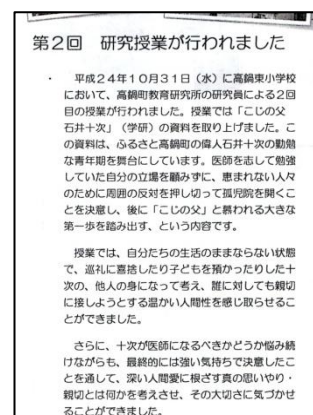 第2回　研究授業が行われました
・　平成24年10月31日（水）に高鍋東小学校
において、高鍋町教育研究所の研究員による2回
目の授業が行われました。授業では「こじの父
石井十次」（学研）の資料を取り上げました。こ
の資料は、ふるさと高鍋町の偉人石井十次の勤勉
な青年期を舞台にしています。医師を志して勉強
していた自分の立場を顧みずに、恵まれない人々
のために周囲の反対を押し切って孤児院を開くこ
とを決意し、後に「こじの父」と慕われる大きな
第一歩を踏み出す、という内容です。
授業では、自分たちの生活のままならない状態
で、巡礼に喜捨したり子どもを預かったりした十
次の、他人の身になって考え、誰に対しても親切
に接しようとする温かい人間性を感じ取らせるこ
とができました。
さらに、十次が医師になるべきかどうか悩み続
けながらも、最終的には強い気持ちで決意したこ
とを通して、深い人間愛に根ざす真の思いやり・
親切とは何かを考えさせ、その大切さに気づかせ
ることができました。